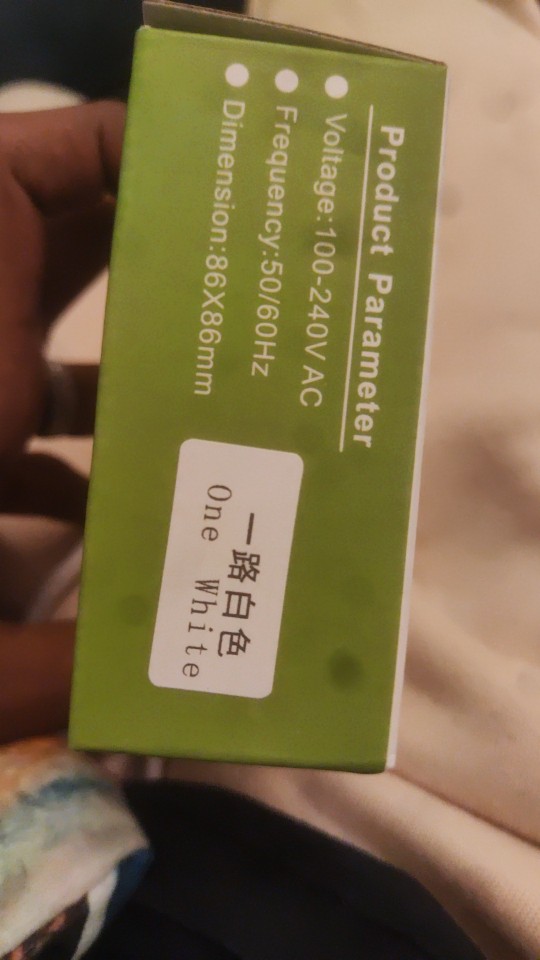 Product Parameter
Voltage:100-240V AC
Frequency:50/60Hz
Dimension:86X86mm
一路白色
One White